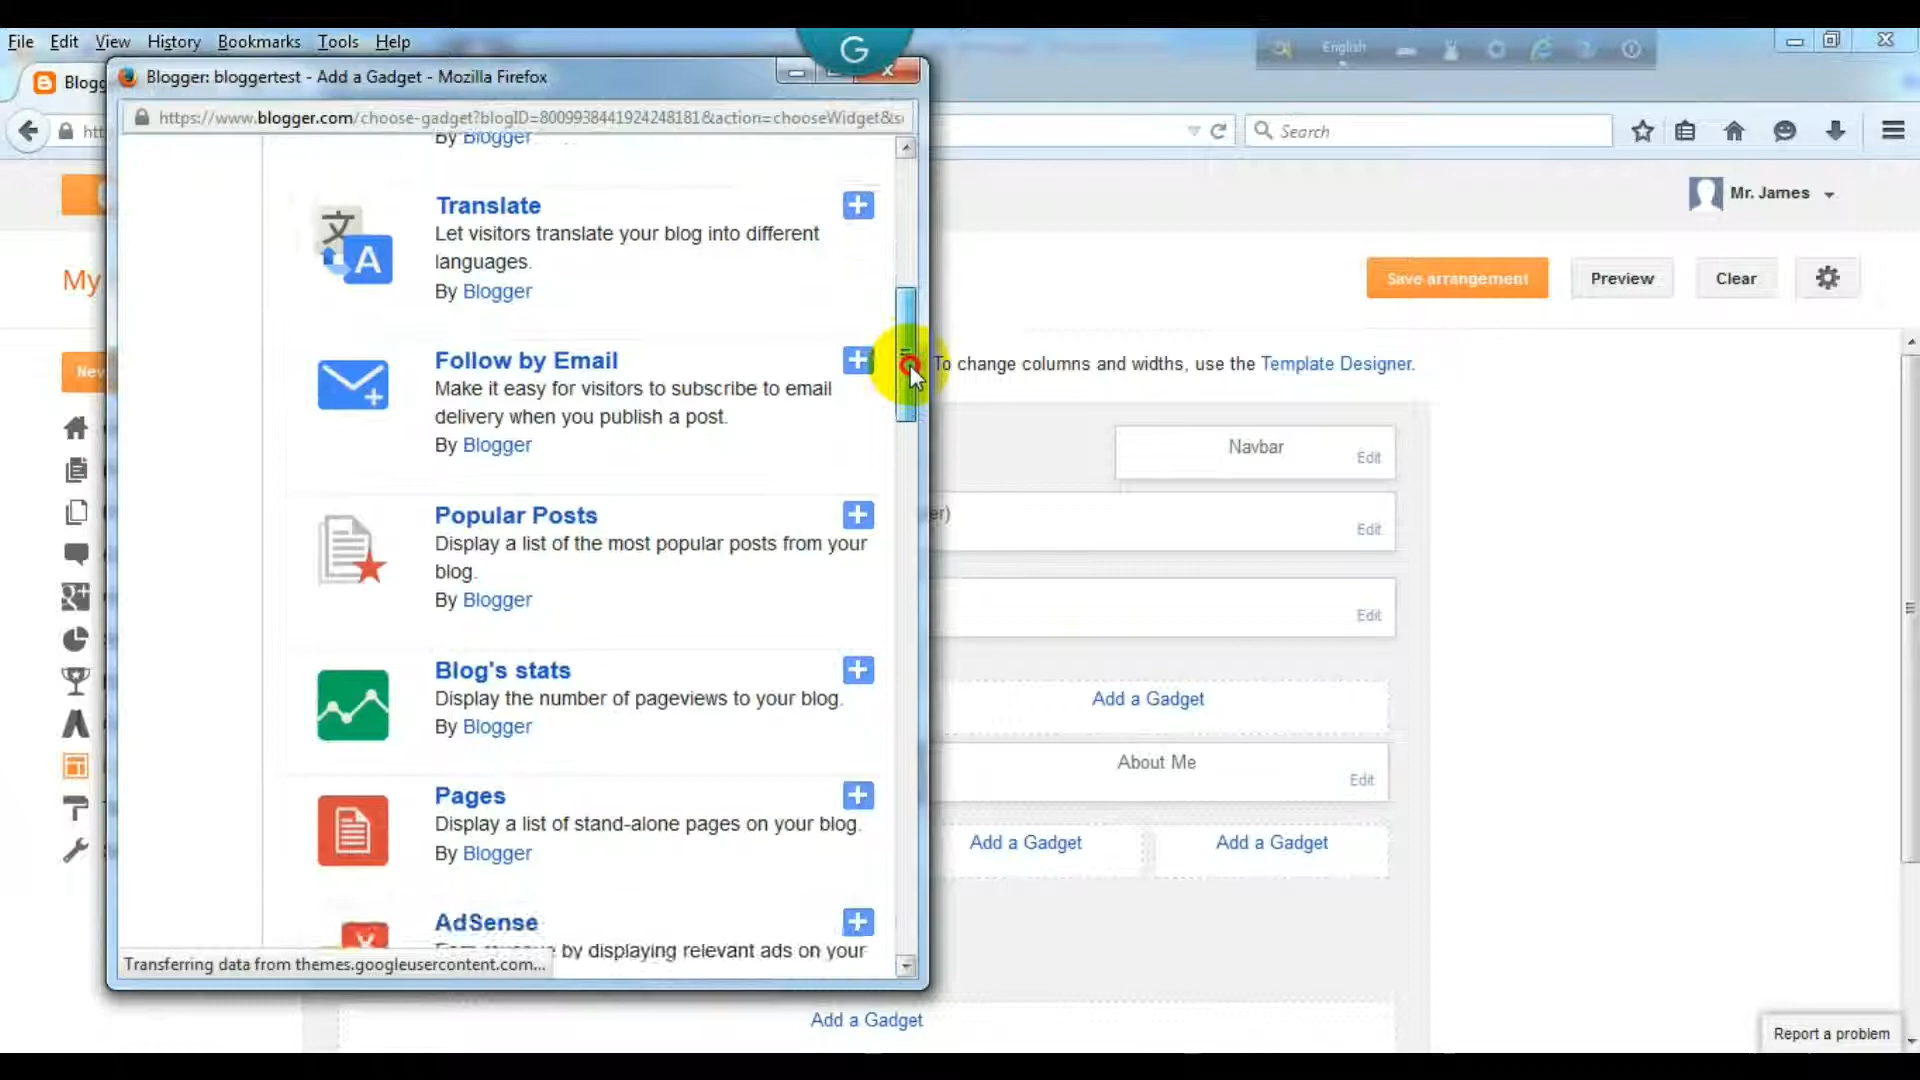 File Edit View History Bookmarks Tools Help
G
English
Blogger: bloggertest - Add a Gadget - Mozilla Firefox
Blogg
https://www.blogger.com/choose-gadget?blogID=8009938441924248181&action=chooseWidget&s
htt
Search
By Blogger
Mr. James
Translate
Let visitors translate your blog into different
languages.
By Blogger
My
Save arrangement
Preview
Clear
Follow by Email
Make it easy for visitors to subscribe to email
delivery when you publish a post.
By Blogger
New
To change columns and widths, use the Template Designer.
Navbar
Edit
Popular Posts
Display a list of the most popular posts from your
blog.
By Blogger
er)
Edit
Edit
Blog's stats
Display the number of pageviews to your blog.
By Blogger
Add a Gadget
About Me
Edit
Pages
Display a list of stand-alone pages on your blog.
By Blogger
Add a Gadget
Add a Gadget
AdSense
by displaying relevant ads on your
Transferring data from themes.googleusercontent.com...
Add a Gadget
Report a problem